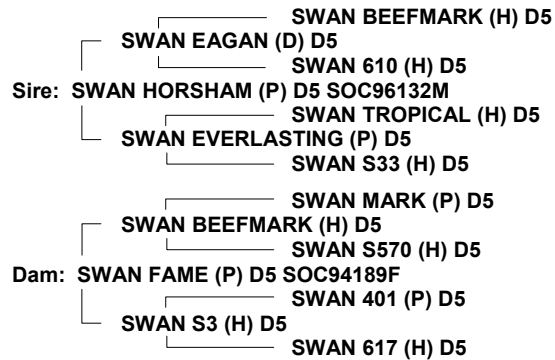 SWAN BEEFMARK (H) D5
SWAN EAGAN (D) D5
SWAN 610 (H) D5
Sire: SWAN HORSHAM (P) D5 SOC96132M
SWAN TROPICAL (H) D5
SWAN EVERLASTING (P) D5
SWAN S33 (H) D5
SWAN MARK (P) D5
SWAN BEEFMARK (H) D5
SWAN S570 (H) D5
Dam: SWAN FAME (P) D5 SOC94189F
SWAN 401 (P) D5
SWAN S3 (H) D5
SWAN 617 (H) D5